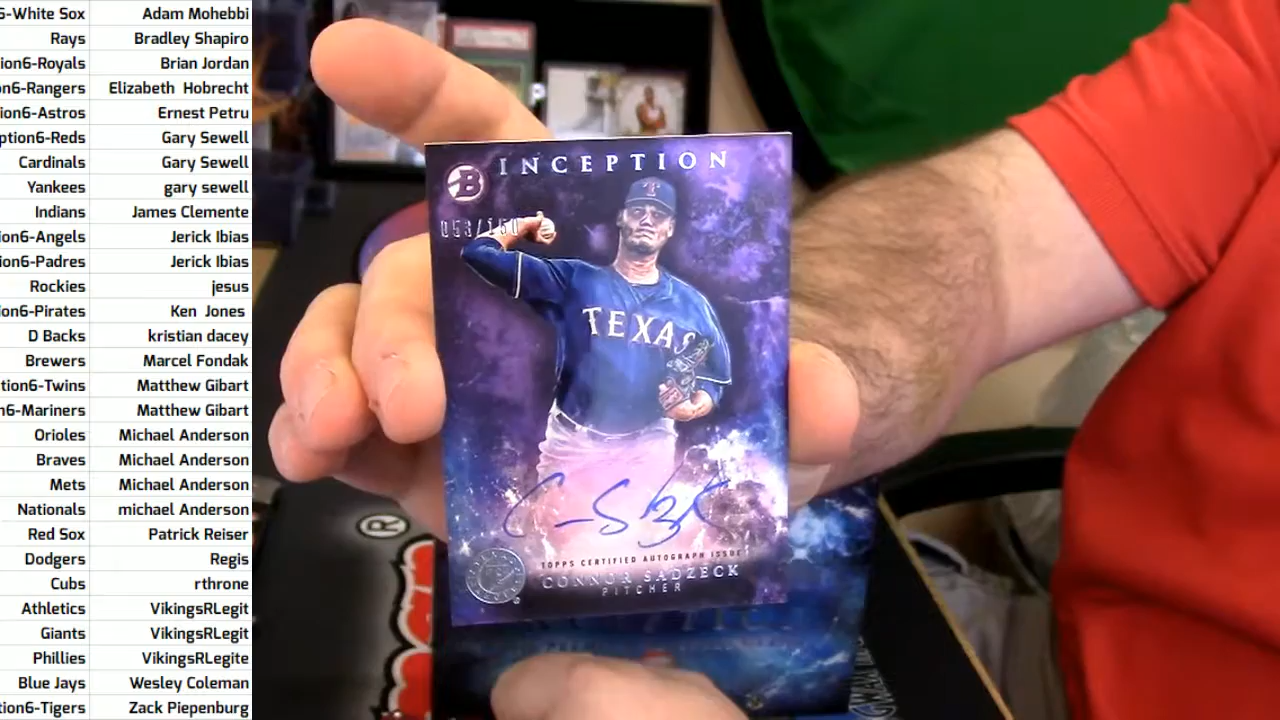 6-White Sox Adam Mohebbi
Rays Bradley Shapiro
ion6-Royals Brian Jordan
on6-Rangers Elizabeth Hobrecht
ion6-Astros Ernest Petru
ption6-Reds Gary Sewell
Cardinals Gary Sewell
Yankees gary sewell
Indians James Clemente
ion6-Angels Jerick Ibias
ion6-Padres Jerick Ibias
Rockies jesus
ion6-Pirates Ken Jones
D Backs kristian dacey
Brewers Marcel Fondak
tion6-Twins Matthew Gibart
n6-Mariners Matthew Gibart
Orioles Michael Anderson
Braves Michael Anderson
Mets Michael Anderson
Nationals michael Anderson
Red Sox Patrick Reiser
Dodgers Regis
Cubs rthrone
Athletics VikingsRLegit
Giants VikingsRLegit
Phillies VikingsRLegite
Blue Jays Wesley Coleman
tion6-Tigers Zack Piepenburg
INCEPTION
B
053/150
T
TEXAS
TOPPS CERTIFIED AUTOGRAPH ISSUE
CONNOR SADZECK
PITCHER
®